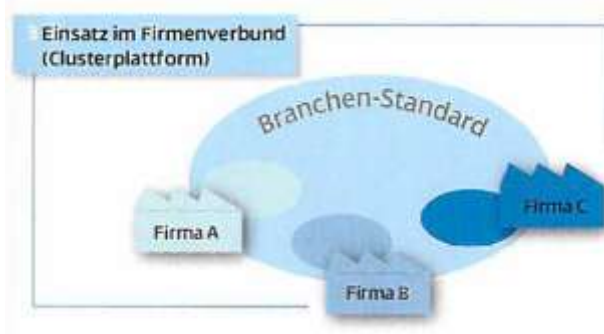 Einsatz im Firmenverbund
(Clusterplattform)
Branchen-Standard
Firma A
Firma B
Firma C